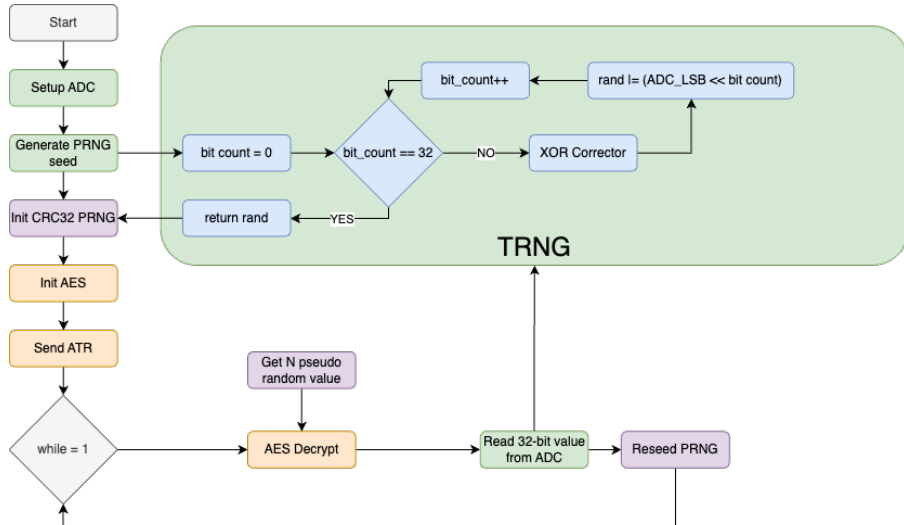 Start
Setup ADC
Generate PRNG
seed
Init CRC32 PRNG
Init AES
Send ATR
while = 1
bit_count++
rand |= (ADC_LSB << bit count)
bit count = 0
bit_count == 32
NO
XOR Corrector
return rand
YES
TRNG
Get N pseudo
random value
AES Decrypt
Read 32-bit value
from ADC
Reseed PRNG